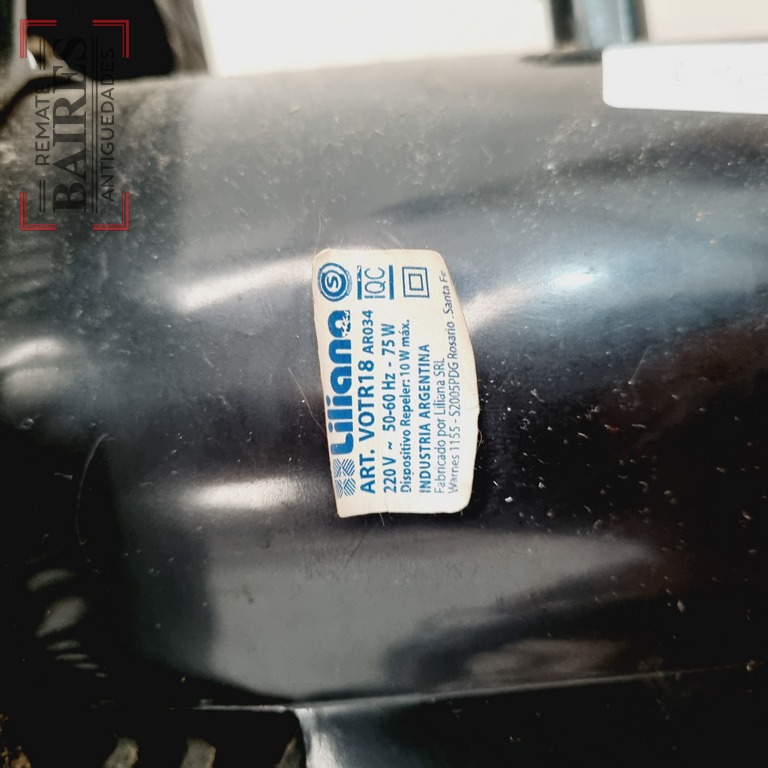 REMATES
BAIRES
ANTIGUEDADES
Liliana
S
IQC
ART. VOTR18 AR034
220 V ~ 50-60 Hz - 75 W
Dispositivo Repeler: 10 W máx.
INDUSTRIA ARGENTINA
Fabricado por Liliana SRL
Warnes 1155 - S2005PDG Rosario . Santa Fe